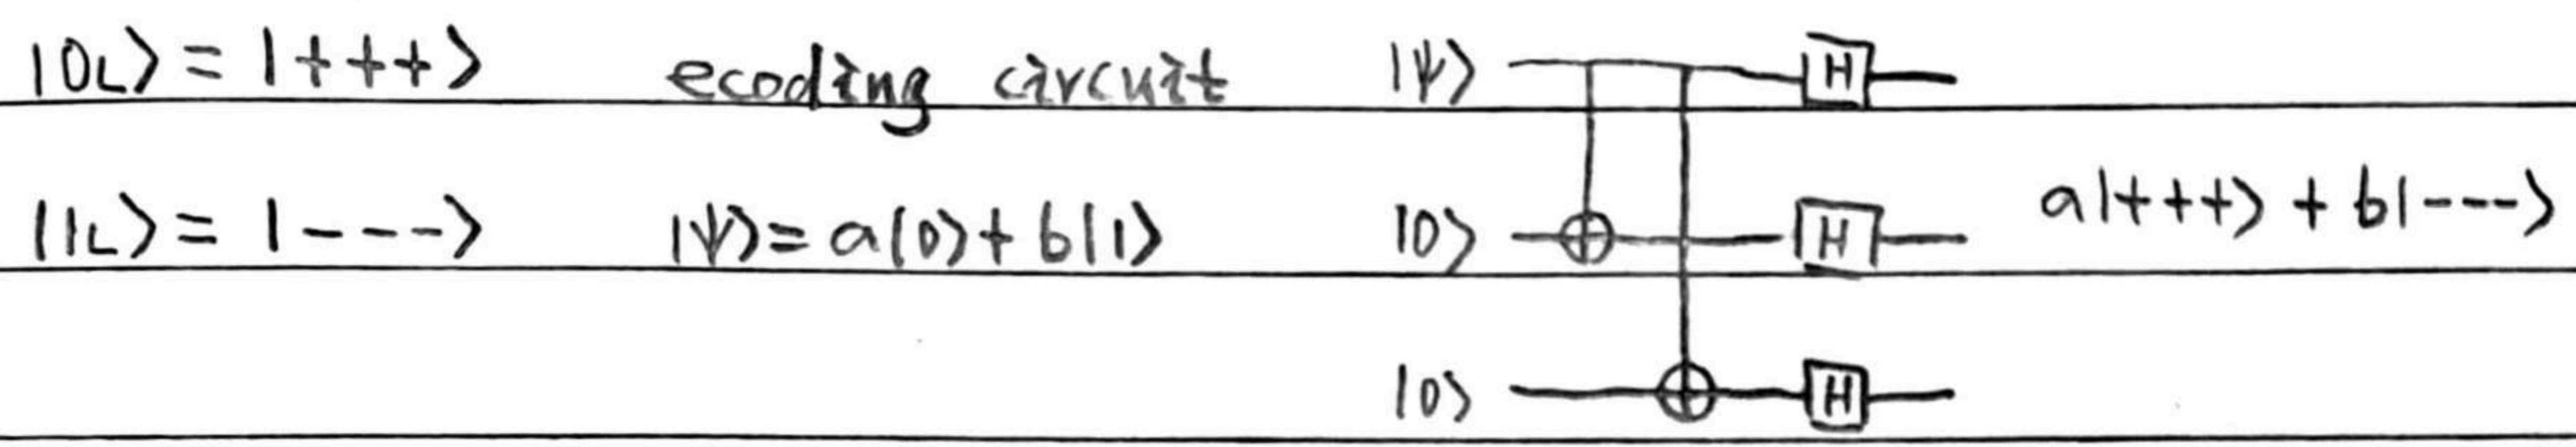 |0L⟩ = |+++⟩ ecoding circuit |ψ⟩ H
|1L⟩ = |---⟩ |ψ⟩ = a|0⟩ + b|1⟩ |0⟩ H a|+++⟩ + b|---⟩
|0⟩ H